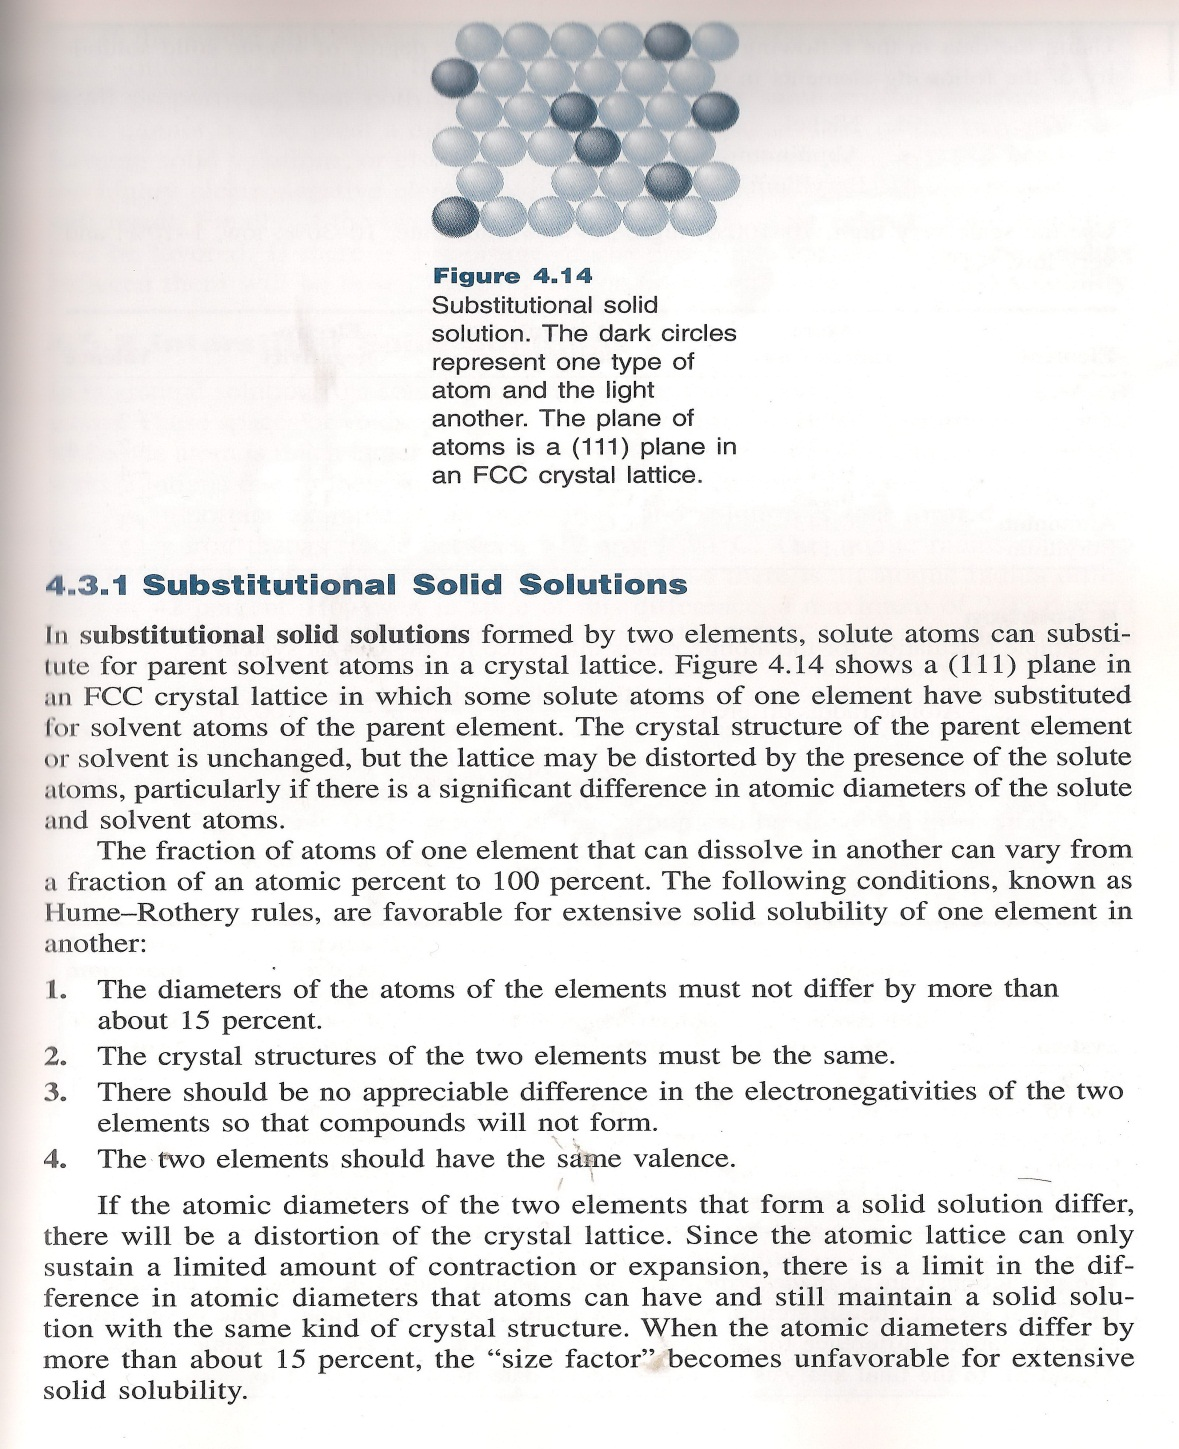 Figure 4.14
Substitutional solid
solution. The dark circles
represent one type of
atom and the light
another. The plane of
atoms is a (111) plane in
an FCC crystal lattice.
4.3.1 Substitutional Solid Solutions
In substitutional solid solutions formed by two elements, solute atoms can substi-
tute for parent solvent atoms in a crystal lattice. Figure 4.14 shows a (111) plane in
an FCC crystal lattice in which some solute atoms of one element have substituted
for solvent atoms of the parent element. The crystal structure of the parent element
or solvent is unchanged, but the lattice may be distorted by the presence of the solute
atoms, particularly if there is a significant difference in atomic diameters of the solute
and solvent atoms.
The fraction of atoms of one element that can dissolve in another can vary from
a fraction of an atomic percent to 100 percent. The following conditions, known as
Hume–Rothery rules, are favorable for extensive solid solubility of one element in
another:
1. The diameters of the atoms of the elements must not differ by more than
about 15 percent.
2. The crystal structures of the two elements must be the same.
3. There should be no appreciable difference in the electronegativities of the two
elements so that compounds will not form.
4. The two elements should have the same valence.
If the atomic diameters of the two elements that form a solid solution differ,
there will be a distortion of the crystal lattice. Since the atomic lattice can only
sustain a limited amount of contraction or expansion, there is a limit in the dif-
ference in atomic diameters that atoms can have and still maintain a solid solu-
tion with the same kind of crystal structure. When the atomic diameters differ by
more than about 15 percent, the “size factor” becomes unfavorable for extensive
solid solubility.